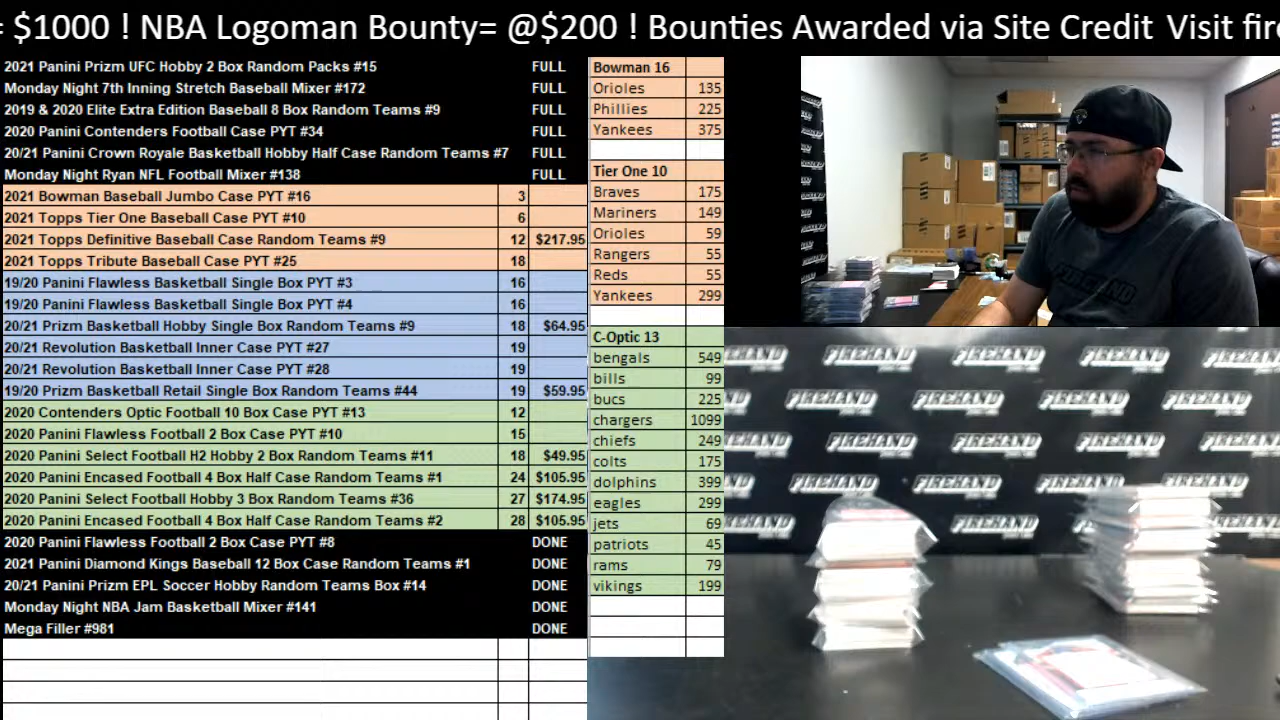 = $1000 ! NBA Logoman Bounty= @$200 ! Bounties Awarded via Site Credit Visit fire
2021 Panini Prizm UFC Hobby 2 Box Random Packs #15 FULL
Monday Night 7th Inning Stretch Baseball Mixer #172 FULL
2019 & 2020 Elite Extra Edition Baseball 8 Box Random Teams #9 FULL
2020 Panini Contenders Football Case PYT #34 FULL
20/21 Panini Crown Royale Basketball Hobby Half Case Random Teams #7 FULL
Monday Night Ryan NFL Football Mixer #138 FULL
2021 Bowman Baseball Jumbo Case PYT #16 3
2021 Topps Tier One Baseball Case PYT #10 6
2021 Topps Definitive Baseball Case Random Teams #9 12 $217.95
2021 Topps Tribute Baseball Case PYT #25 18
19/20 Panini Flawless Basketball Single Box PYT #3 16
19/20 Panini Flawless Basketball Single Box PYT #4 16
20/21 Prizm Basketball Hobby Single Box Random Teams #9 18 $64.95
20/21 Revolution Basketball Inner Case PYT #27 19
20/21 Revolution Basketball Inner Case PYT #28 19
19/20 Prizm Basketball Retail Single Box Random Teams #44 19 $59.95
2020 Contenders Optic Football 10 Box Case PYT #13 12
2020 Panini Flawless Football 2 Box Case PYT #10 15
2020 Panini Select Football H2 Hobby 2 Box Random Teams #11 18 $49.95
2020 Panini Encased Football 4 Box Half Case Random Teams #1 24 $105.95
2020 Panini Select Football Hobby 3 Box Random Teams #36 27 $174.95
2020 Panini Encased Football 4 Box Half Case Random Teams #2 28 $105.95
2020 Panini Flawless Football 2 Box Case PYT #8 DONE
2021 Panini Diamond Kings Baseball 12 Box Case Random Teams #1 DONE
20/21 Panini Prizm EPL Soccer Hobby Random Teams Box #14 DONE
Monday Night NBA Jam Basketball Mixer #141 DONE
Mega Filler #981 DONE
Bowman 16
Orioles 135
Phillies 225
Yankees 375
Tier One 10
Braves 175
Mariners 149
Orioles 59
Rangers 55
Reds 55
Yankees 299
C-Optic 13
bengals 549
bills 99
bucs 225
chargers 1099
chiefs 249
colts 175
dolphins 399
eagles 299
jets 69
patriots 45
rams 79
vikings 199
FIREHAND
FIREHAND FIREHAND FIREHAND FIREHAND
FIREHAND FIREHAND FIREHAND
FIREHAND FIREHAND FIREHAND FIREHAND
FIREHAND FIREHAND FIREHAND
FIREHAND FIREHAND